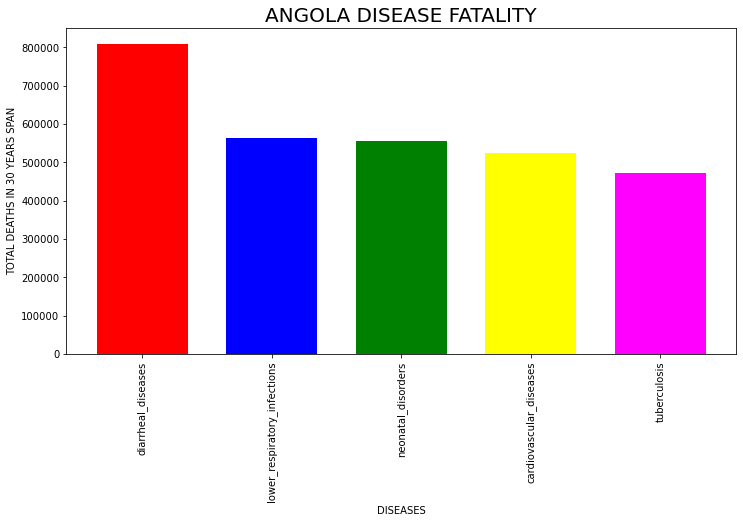 ANGOLA DISEASE FATALITY
TOTAL DEATHS IN 30 YEARS SPAN
800000
700000
600000
500000
400000
300000
200000
100000
0
diarrheal_diseases
lower_respiratory_infections
neonatal_disorders
cardiovascular_diseases
tuberculosis
DISEASES